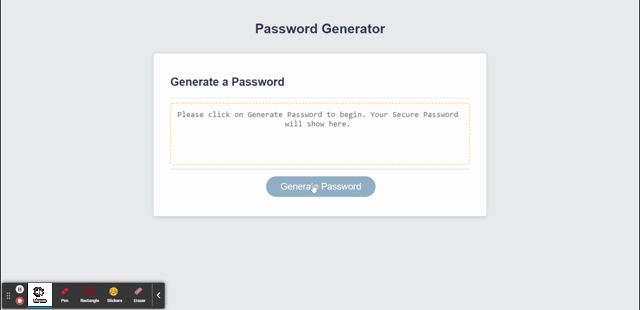 Password Generator
Generate a Password
Please click on Generate Password to begin. Your Secure Password
will show here.
Generate Password
Pen
Rectangle
Stickers
Eraser